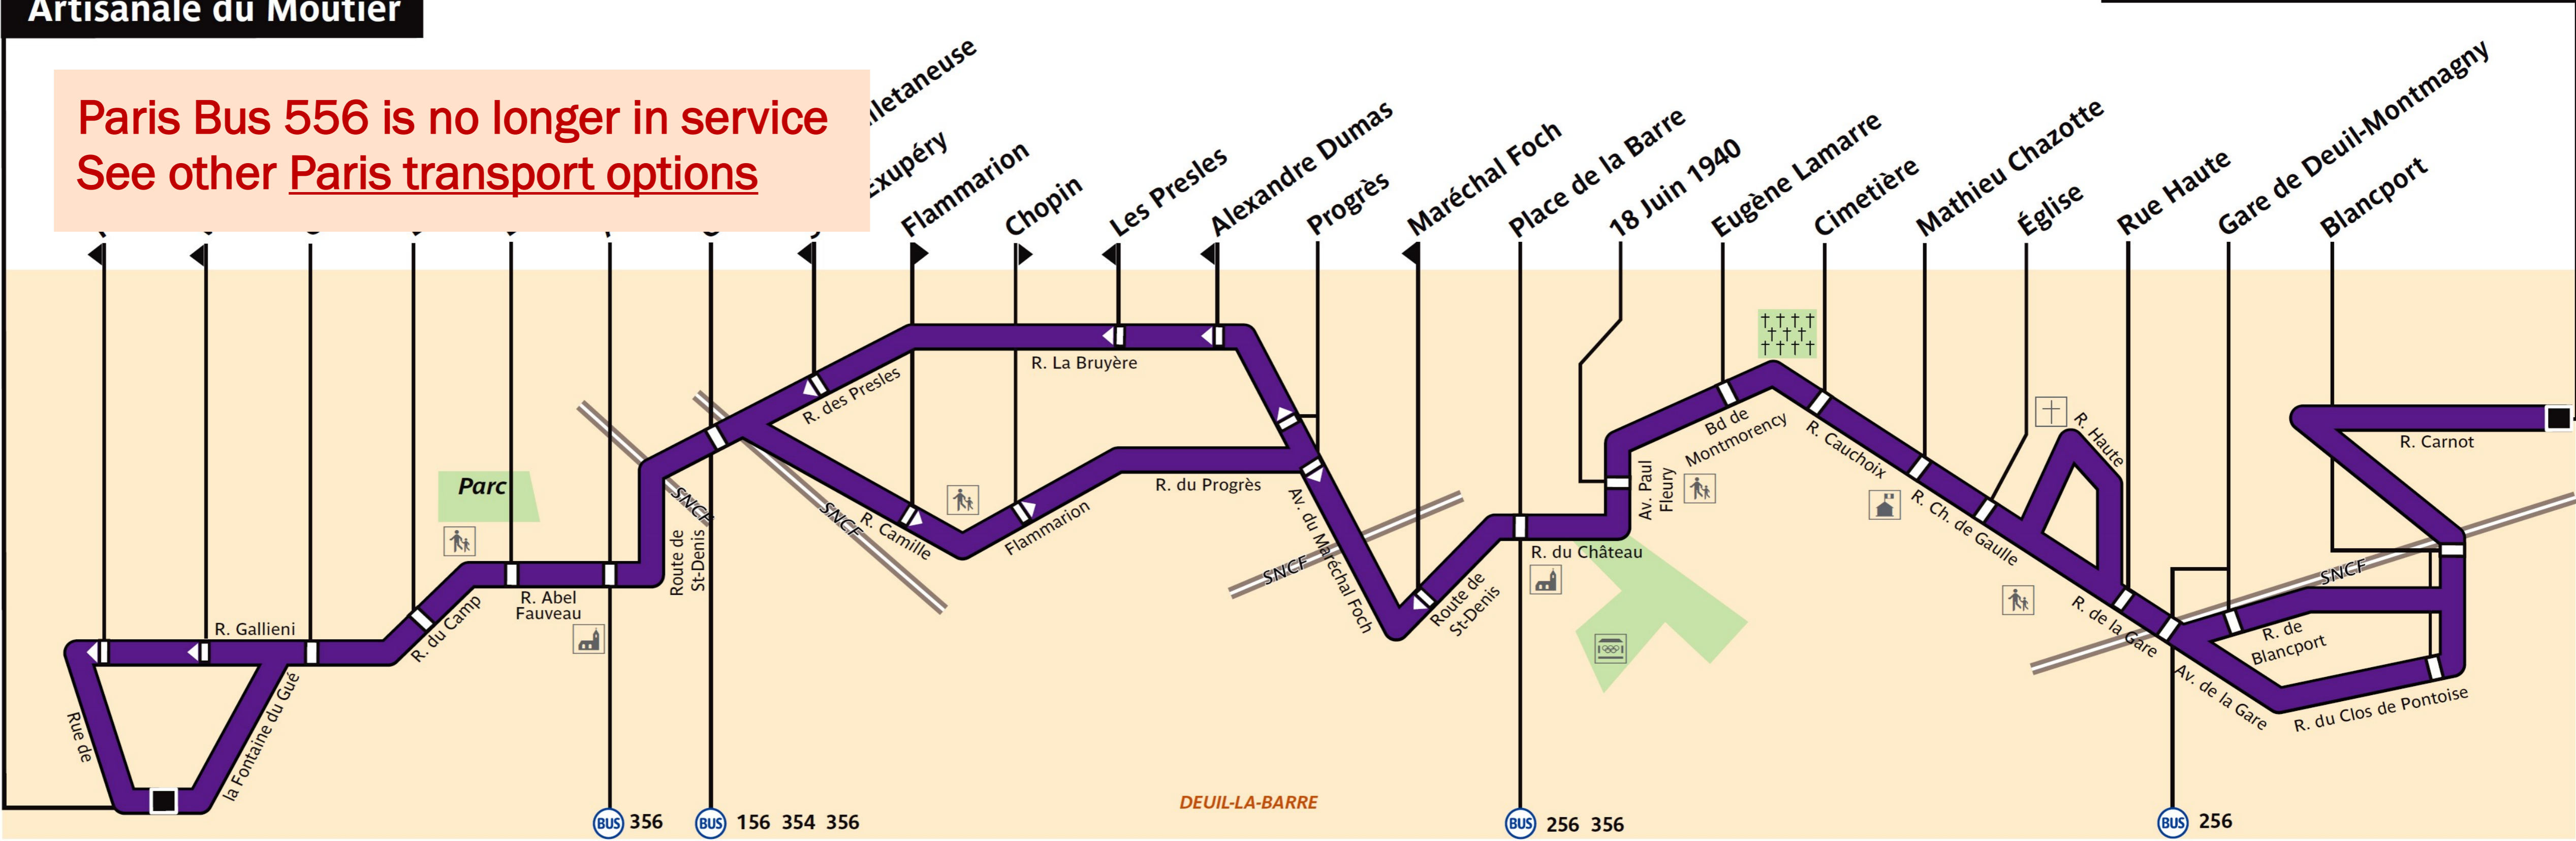 Artisanale du Moutier
Paris Bus 556 is no longer in service
See other Paris transport options
Flammarion
Chopin
Les Presles
Alexandre Dumas
Progrès
Maréchal Foch
Place de la Barre
18 Juin 1940
Eugène Lamarre
Cimetière
Mathieu Chazotte
Église
Rue Haute
Gare de Deuil-Montmagny
Blancport
R. des Presles
R. La Bruyère
R. Camille
Flammarion
R. du Progrès
Av. du Maréchal Foch
SNCF
SNCF
SNCF
SNCF
Parc
R. Gallieni
R. du Camp
R. Abel
Fauveau
Route de
St-Denis
Rue de
la Fontaine du Gué
Route de
St-Denis
R. du Château
Av. Paul
Fleury
Bd de
Montmorency
R. Cauchoix
R. Ch. de Gaulle
R. Haute
R. de la Gare
Av. de la Gare
R. de
Blancport
R. du Clos de Pontoise
R. Carnot
DEUIL-LA-BARRE
BUS 356
BUS 156 354 356
BUS 256 356
BUS 256